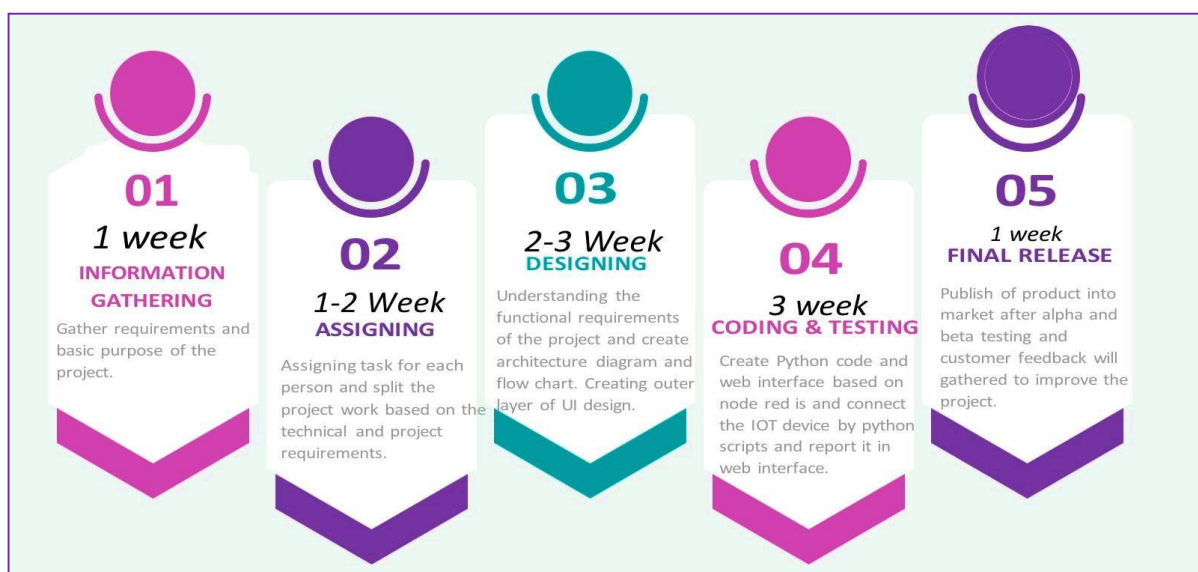 01
1 week
INFORMATION
GATHERING
Gather requirements and
basic purpose of the
project.
02
1-2 Week
ASSIGNING
Assigning task for each
person and split the
project work based on the
technical and project
requirements.
03
2-3 Week
DESIGNING
Understanding the
functional requirements
of the project and create
architecture diagram and
flow chart. Creating outer
layer of UI design.
04
3 week
CODING & TESTING
Create Python code and
web interface based on
node red is and connect
the IOT device by python
scripts and report it in
web interface.
05
1 week
FINAL RELEASE
Publish of product into
market after alpha and
beta testing and
customer feedback will
gathered to improve the
project.